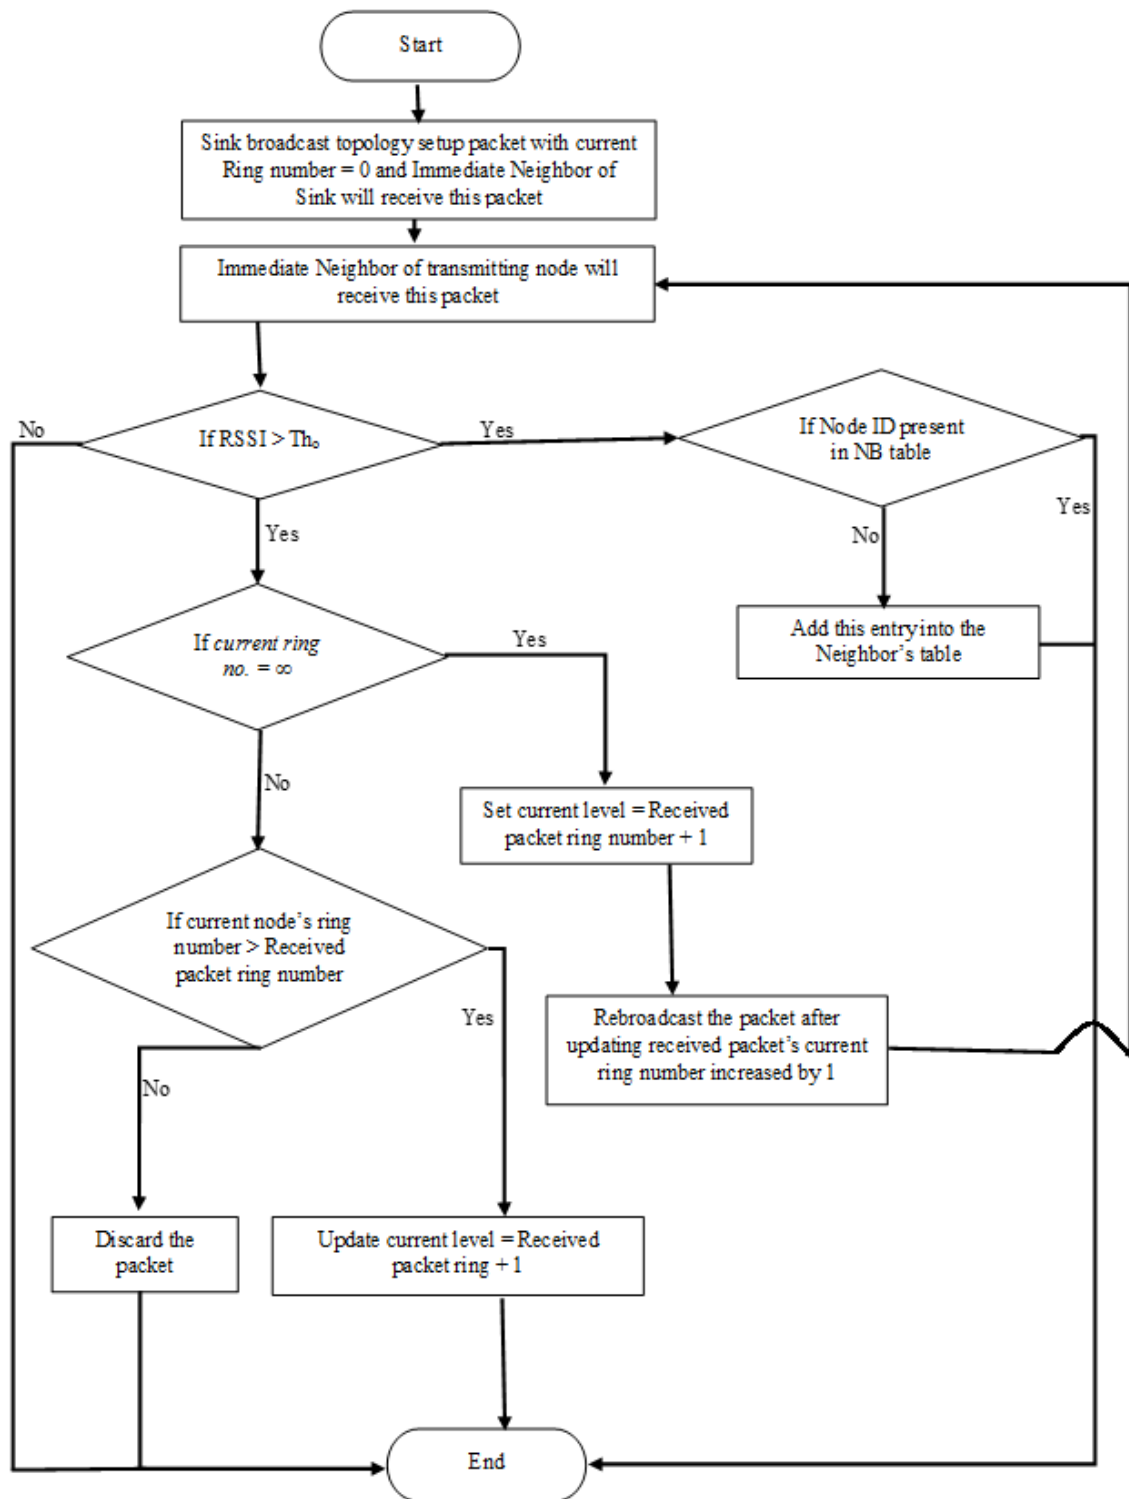 Start
Sink broadcast topology setup packet with current
Ring number = 0 and Immediate Neighbor of
Sink will receive this packet
Immediate Neighbor of transmitting node will
receive this packet
No
If RSSI > Th₀
Yes
If Node ID present
in NB table
Yes
No
Yes
Add this entry into the
Neighbor's table
If current ring
no. = ∞
Yes
No
Set current level = Received
packet ring number + 1
If current node's ring
number > Received
packet ring number
Rebroadcast the packet after
updating received packet's current
ring number increased by 1
Yes
No
Discard the
packet
Update current level = Received
packet ring + 1
End